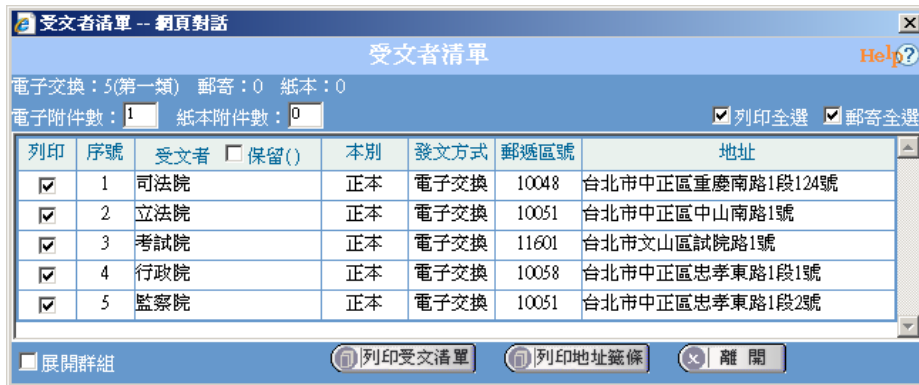 受文者清單 -- 網頁對話
受文者清單
Help?
電子交換：5(第一類) 郵寄：0 紙本：0
電子附件數：1 紙本附件數：0 列印全選 郵寄全選
列印 序號 受文者 保留() 本別 發文方式 郵遞區號 地址
1 司法院 正本 電子交換 10048 台北市中正區重慶南路1段124號
2 立法院 正本 電子交換 10051 台北市中正區中山南路1號
3 考試院 正本 電子交換 11601 台北市文山區試院路1號
4 行政院 正本 電子交換 10058 台北市中正區忠孝東路1段1號
5 監察院 正本 電子交換 10051 台北市中正區忠孝東路1段2號
展開群組 列印受文清單 列印地址籤條 離 開